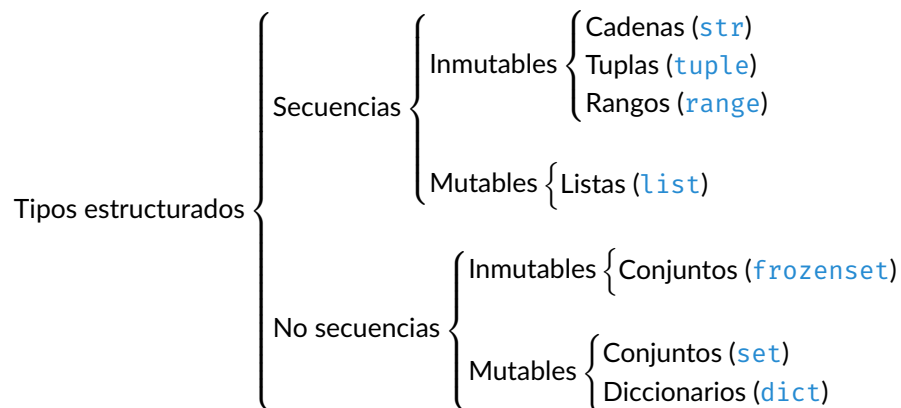 Tipos estructurados
Secuencias
Inmutables
Cadenas (str)
Tuplas (tuple)
Rangos (range)
Mutables
Listas (list)
No secuencias
Inmutables
Conjuntos (frozenset)
Mutables
Conjuntos (set)
Diccionarios (dict)